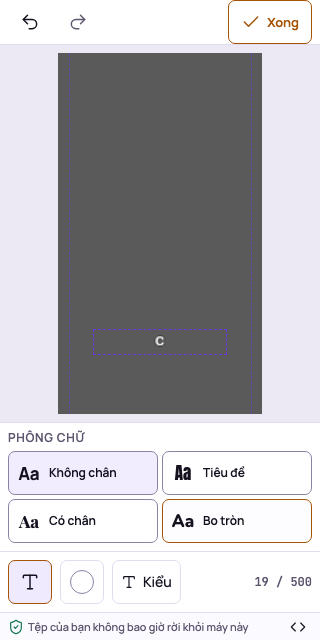 Xong
C
PHÔNG CHỮ
Aa Không chân
Aa Tiêu đề
Aa Có chân
Aa Bo tròn
T
T Kiểu
19 / 500
Tệp của bạn không bao giờ rời khỏi máy này